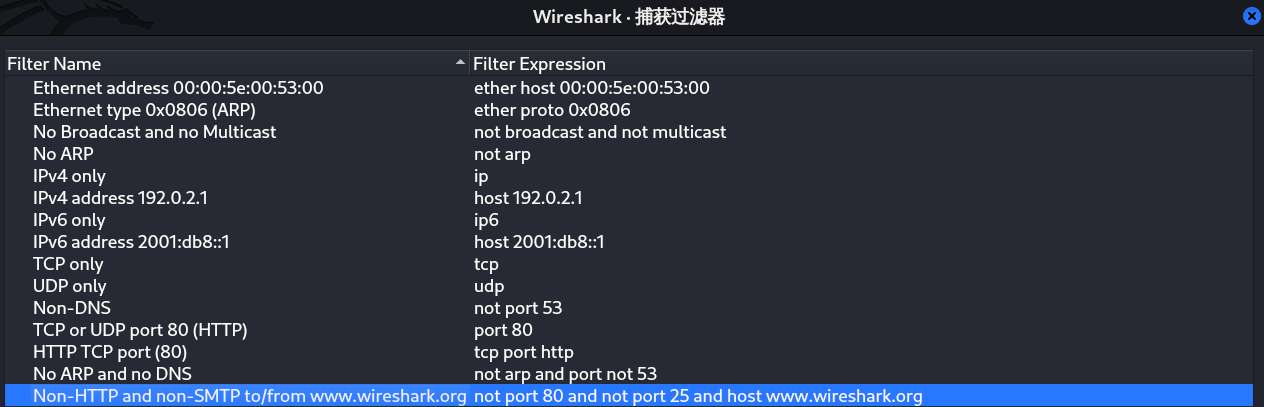 Wireshark · 捕获过滤器
Filter Name Filter Expression
Ethernet address 00:00:5e:00:53:00 ether host 00:00:5e:00:53:00
Ethernet type 0x0806 (ARP) ether proto 0x0806
No Broadcast and no Multicast not broadcast and not multicast
No ARP not arp
IPv4 only ip
IPv4 address 192.0.2.1 host 192.0.2.1
IPv6 only ip6
IPv6 address 2001:db8::1 host 2001:db8::1
TCP only tcp
UDP only udp
Non-DNS not port 53
TCP or UDP port 80 (HTTP) port 80
HTTP TCP port (80) tcp port http
No ARP and no DNS not arp and port not 53
Non-HTTP and non-SMTP to/from www.wireshark.org not port 80 and not port 25 and host www.wireshark.org